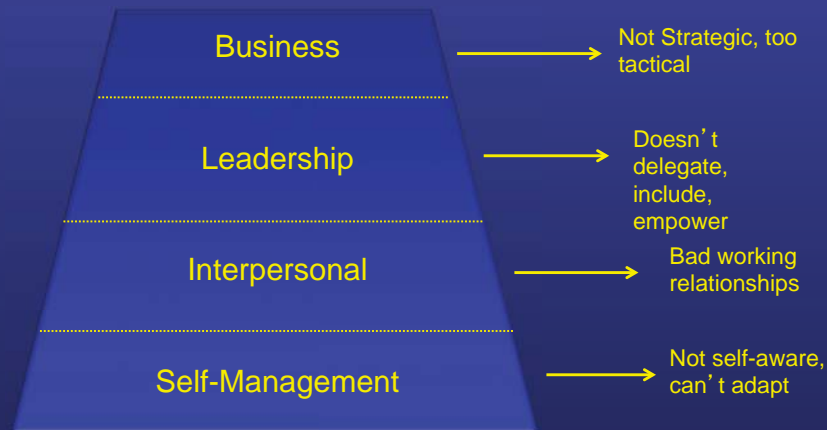 Business
Not Strategic, too
tactical
Leadership
Doesn't
delegate,
include,
empower
Interpersonal
Bad working
relationships
Self-Management
Not self-aware,
can't adapt